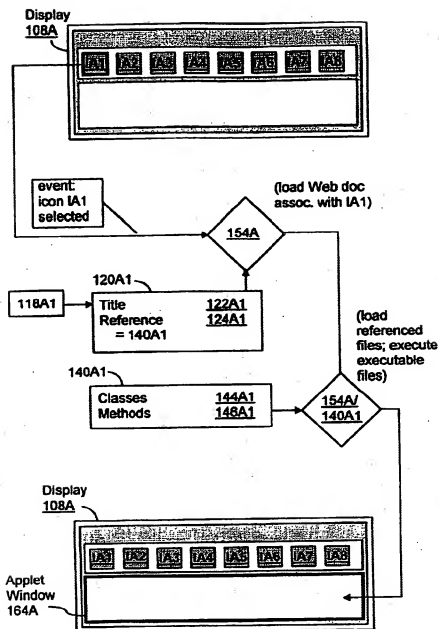 Display
108A
IA1 IA2 IA3 IA4 IA5 IA6 IA7 IA8
event:
icon IA1
selected
(load Web doc
assoc. with IA1)
154A
120A1
118A1
Title 122A1
Reference 124A1
= 140A1
(load
referenced
files; execute
executable
files)
140A1
Classes 144A1
Methods 146A1
154A/
140A1
Display
108A
IA2 IA3 IA4 IA5 IA6 IA7 IA8
Applet
Window
164A